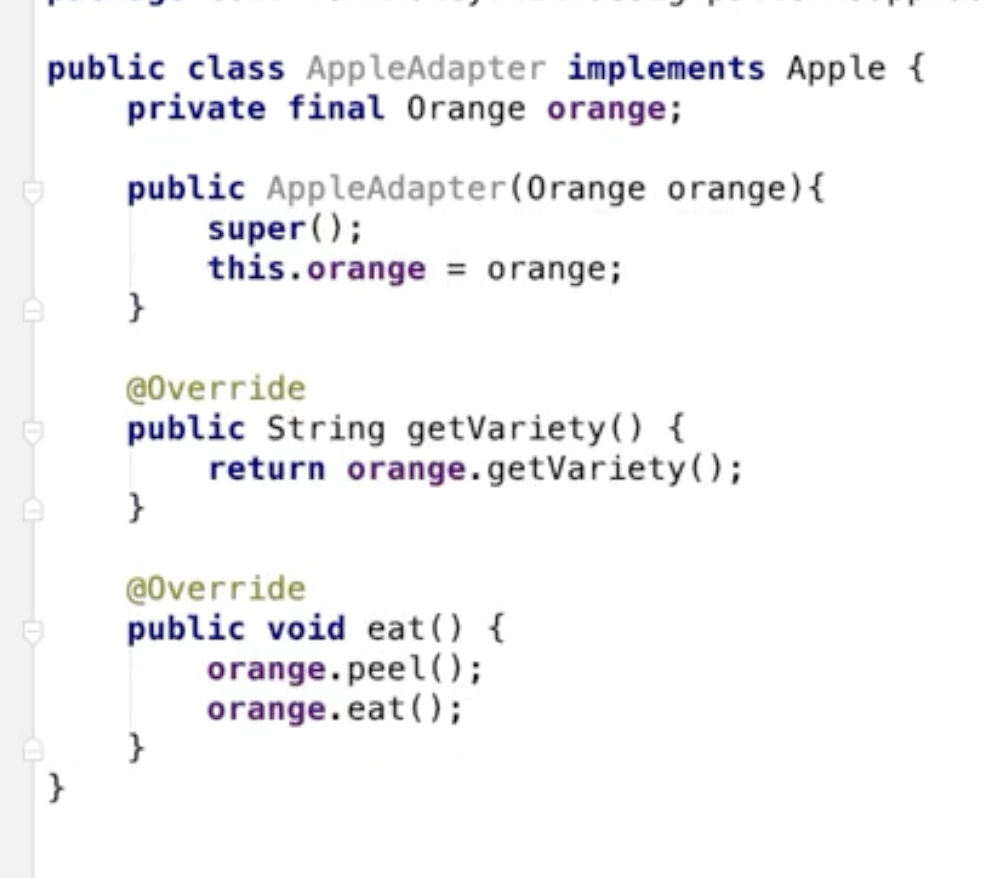 public class AppleAdapter implements Apple {
private final Orange orange;
public AppleAdapter(Orange orange){
super();
this.orange = orange;
}
@Override
public String getVariety() {
return orange.getVariety();
}
@Override
public void eat() {
orange.peel();
orange.eat();
}
}